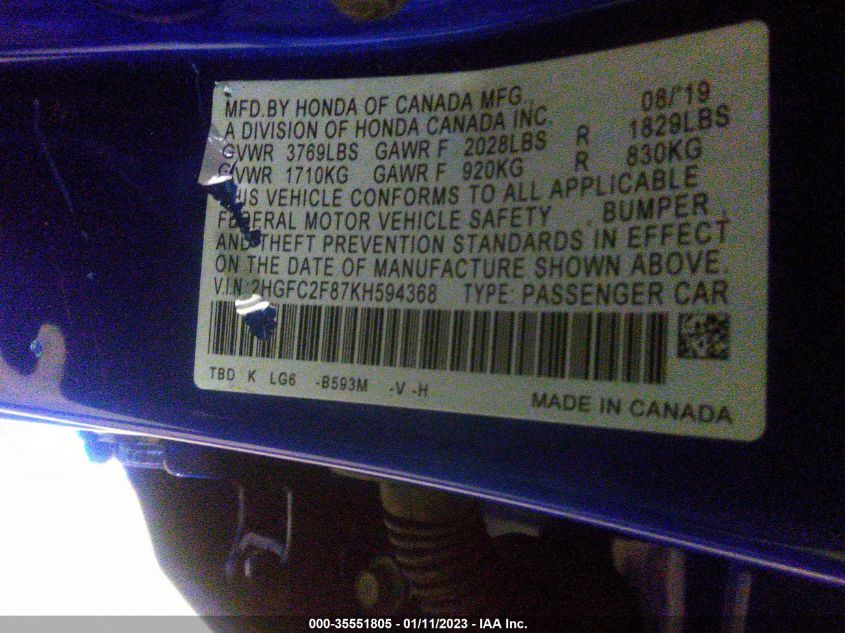 MFD.BY HONDA OF CANADA MFG., 08/'19
A DIVISION OF HONDA CANADA INC.
GVWR 3769LBS GAWR F 2028LBS R 1829LBS
GVWR 1710KG GAWR F 920KG R 830KG
THIS VEHICLE CONFORMS TO ALL APPLICABLE
FEDERAL MOTOR VEHICLE SAFETY , BUMPER ,
AND THEFT PREVENTION STANDARDS IN EFFECT
ON THE DATE OF MANUFACTURE SHOWN ABOVE.
V.I.N: 2HGFC2F87KH594368 TYPE: PASSENGER CAR
TBD K LG6 -B593M -V -H
MADE IN CANADA
000-35551805 - 01/11/2023 - IAA Inc.